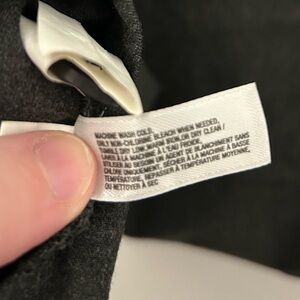 MACHINE WASH COLD,
ONLY NON-CHLORINE BLEACH WHEN NEEDED,
TUMBLE DRY LOW, WARM IRON, OR DRY CLEAN /
LAVER À LA MACHINE À L'EAU FROIDE,
UTILISER AU BESOIN UN AGENT DE BLANCHIMENT SANS
CHLORE UNIQUEMENT, SÉCHER À LA MACHINE À BASSE
TEMPÉRATURE, REPASSER À TEMPÉRATURE MOYENNE,
OU NETTOYER À SEC